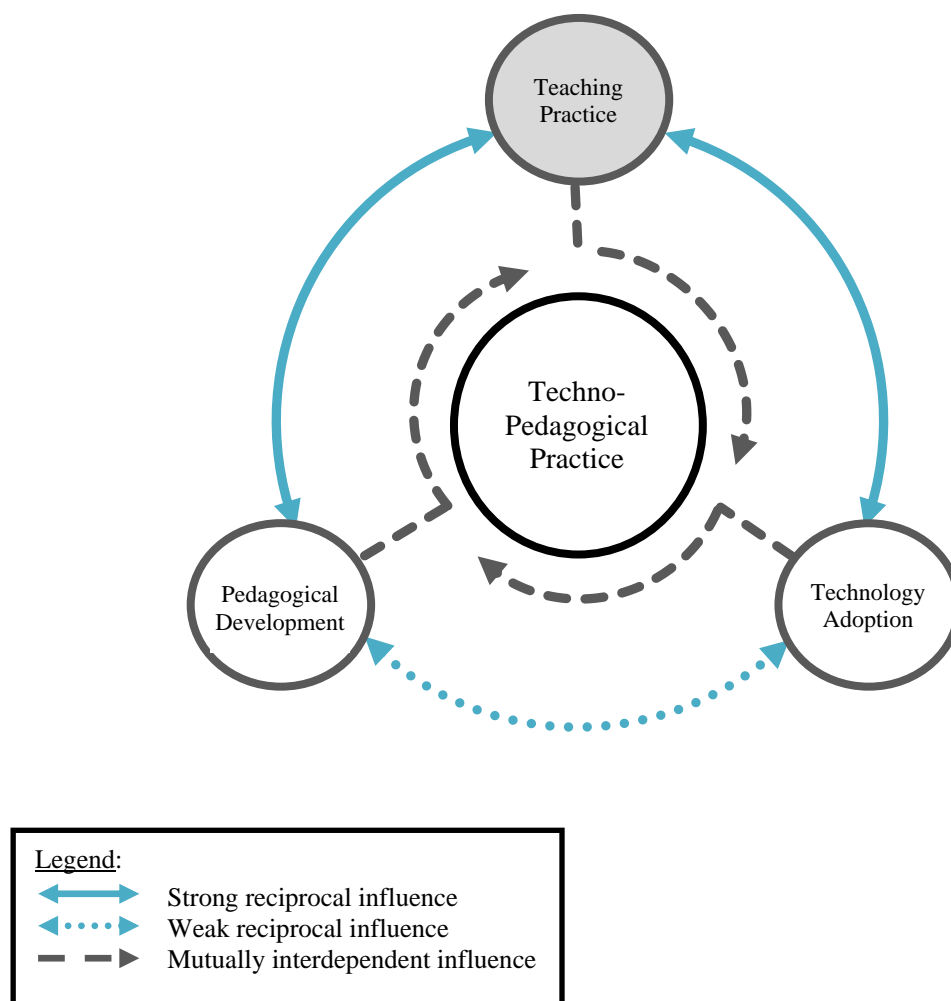 Teaching
Practice
Techno-
Pedagogical
Practice
Pedagogical
Development
Technology
Adoption
Legend:
Strong reciprocal influence
Weak reciprocal influence
Mutually interdependent influence